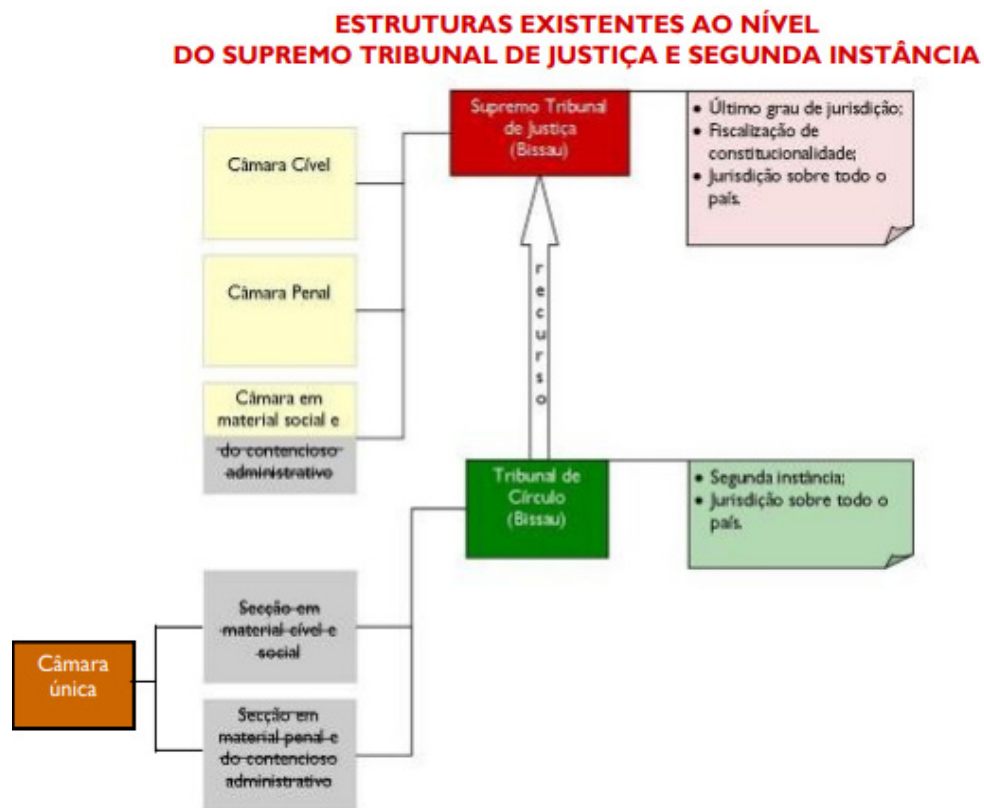 ESTRUTURAS EXISTENTES AO NÍVEL
DO SUPREMO TRIBUNAL DE JUSTIÇA E SEGUNDA INSTÂNCIA
Supremo Tribunal
de Justiça
(Bissau)
• Último grau de jurisdição;
• Fiscalização de
constitucionalidade;
• Jurisdição sobre todo o
país.
Câmara Cível
Câmara Penal
Câmara em
material social e
do contencioso
administrativo
recurso
Tribunal de
Círculo
(Bissau)
• Segunda instância;
• Jurisdição sobre todo o
país.
Secção em
material cível e
social
Câmara
única
Secção em
material penal e
do contencioso
administrativo